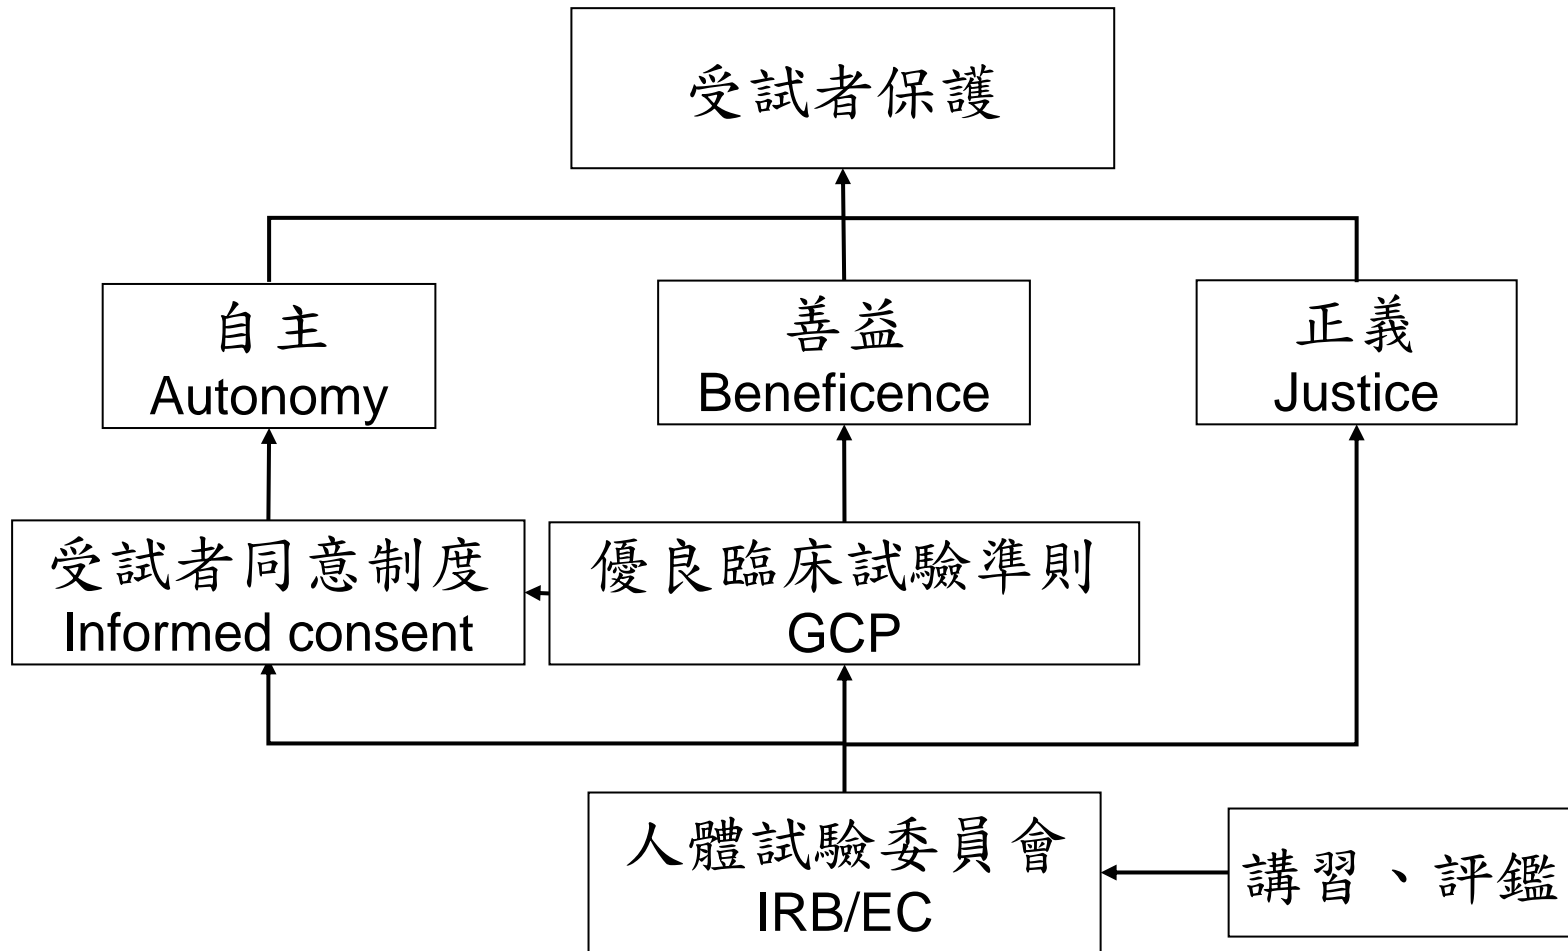 受試者保護
自主
Autonomy
善益
Beneficence
正義
Justice
受試者同意制度
Informed consent
優良臨床試驗準則
GCP
人體試驗委員會
IRB/EC
講習、評鑑